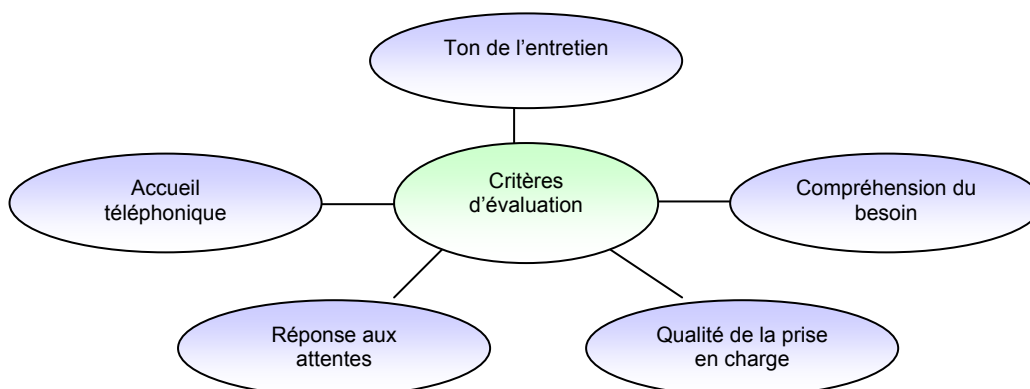 Ton de l’entretien
Accueil
téléphonique
Critères
d’évaluation
Compréhension du
besoin
Réponse aux
attentes
Qualité de la prise
en charge